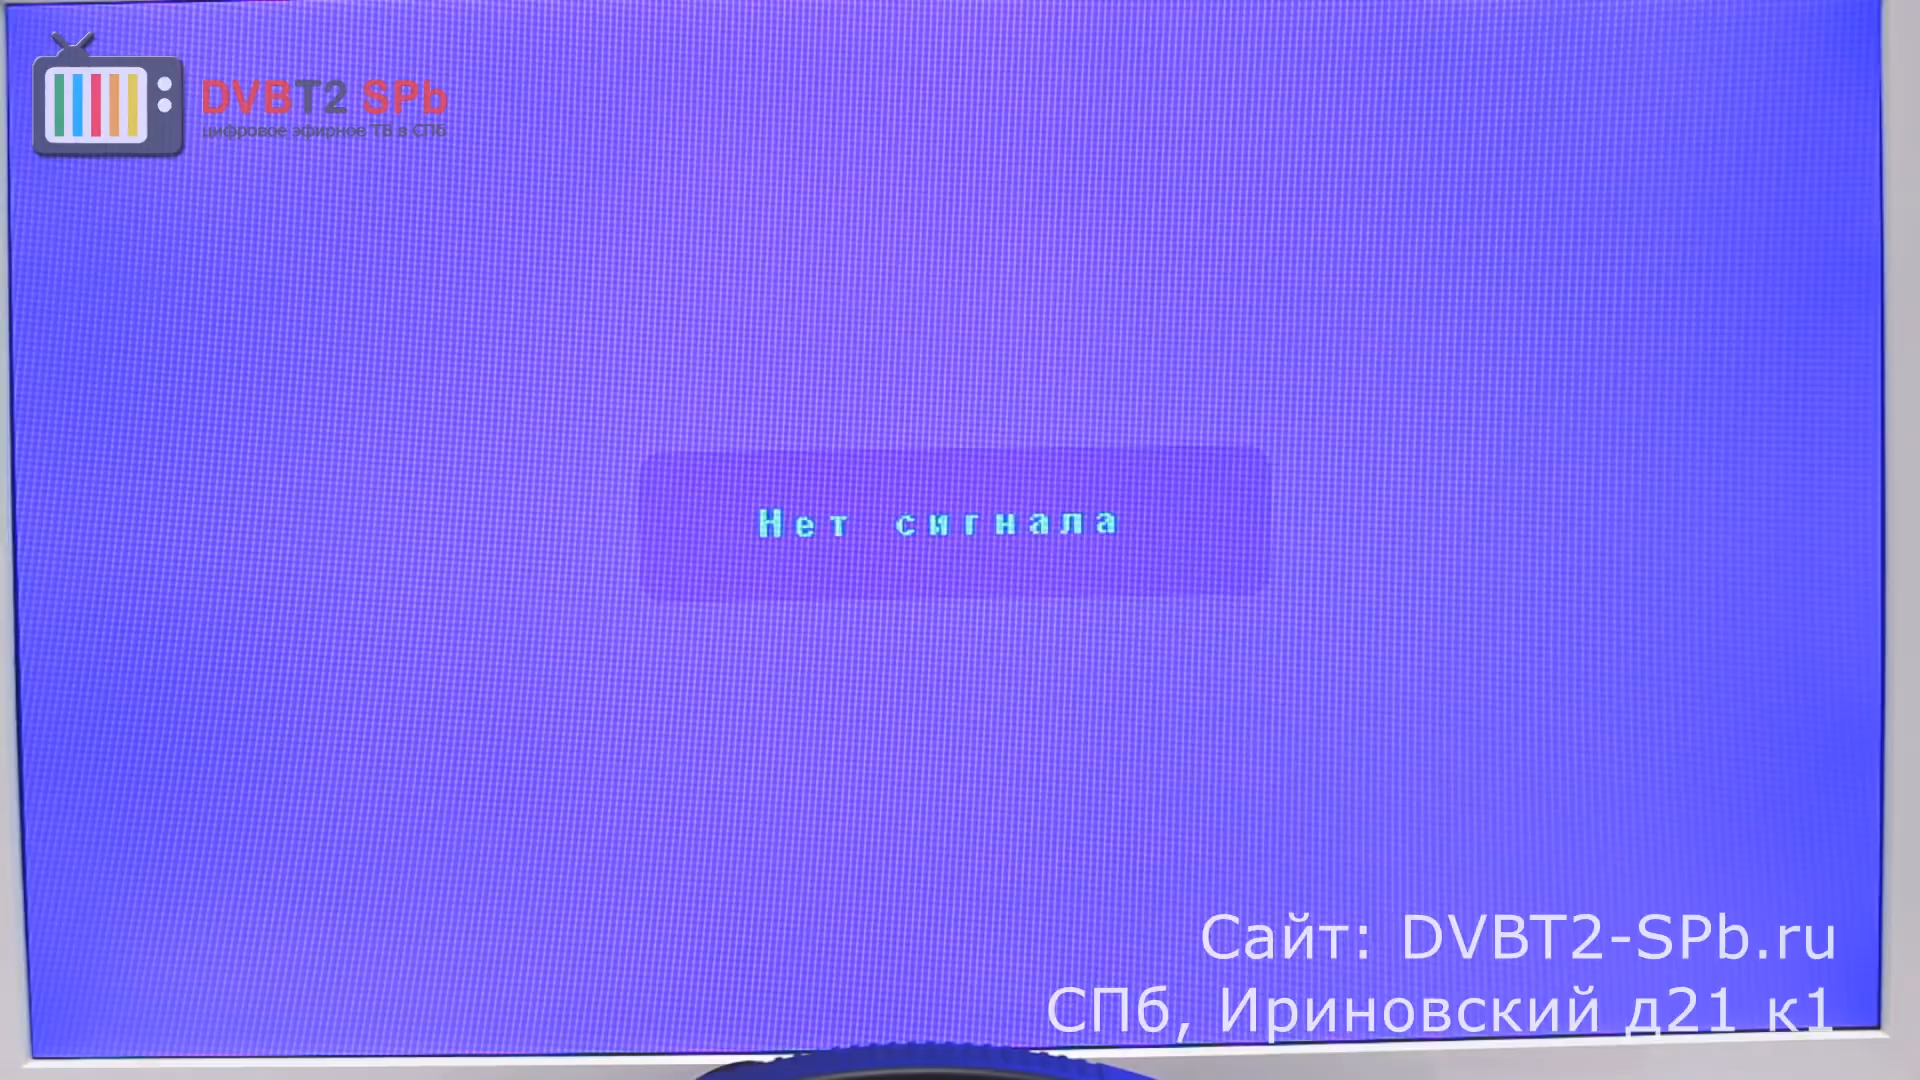 DVBT2 SPb
цифровое эфирное ТВ в СПб
Нет сигнала
Сайт: DVBT2-SPb.ru
СПб, Ириновский д21 к1